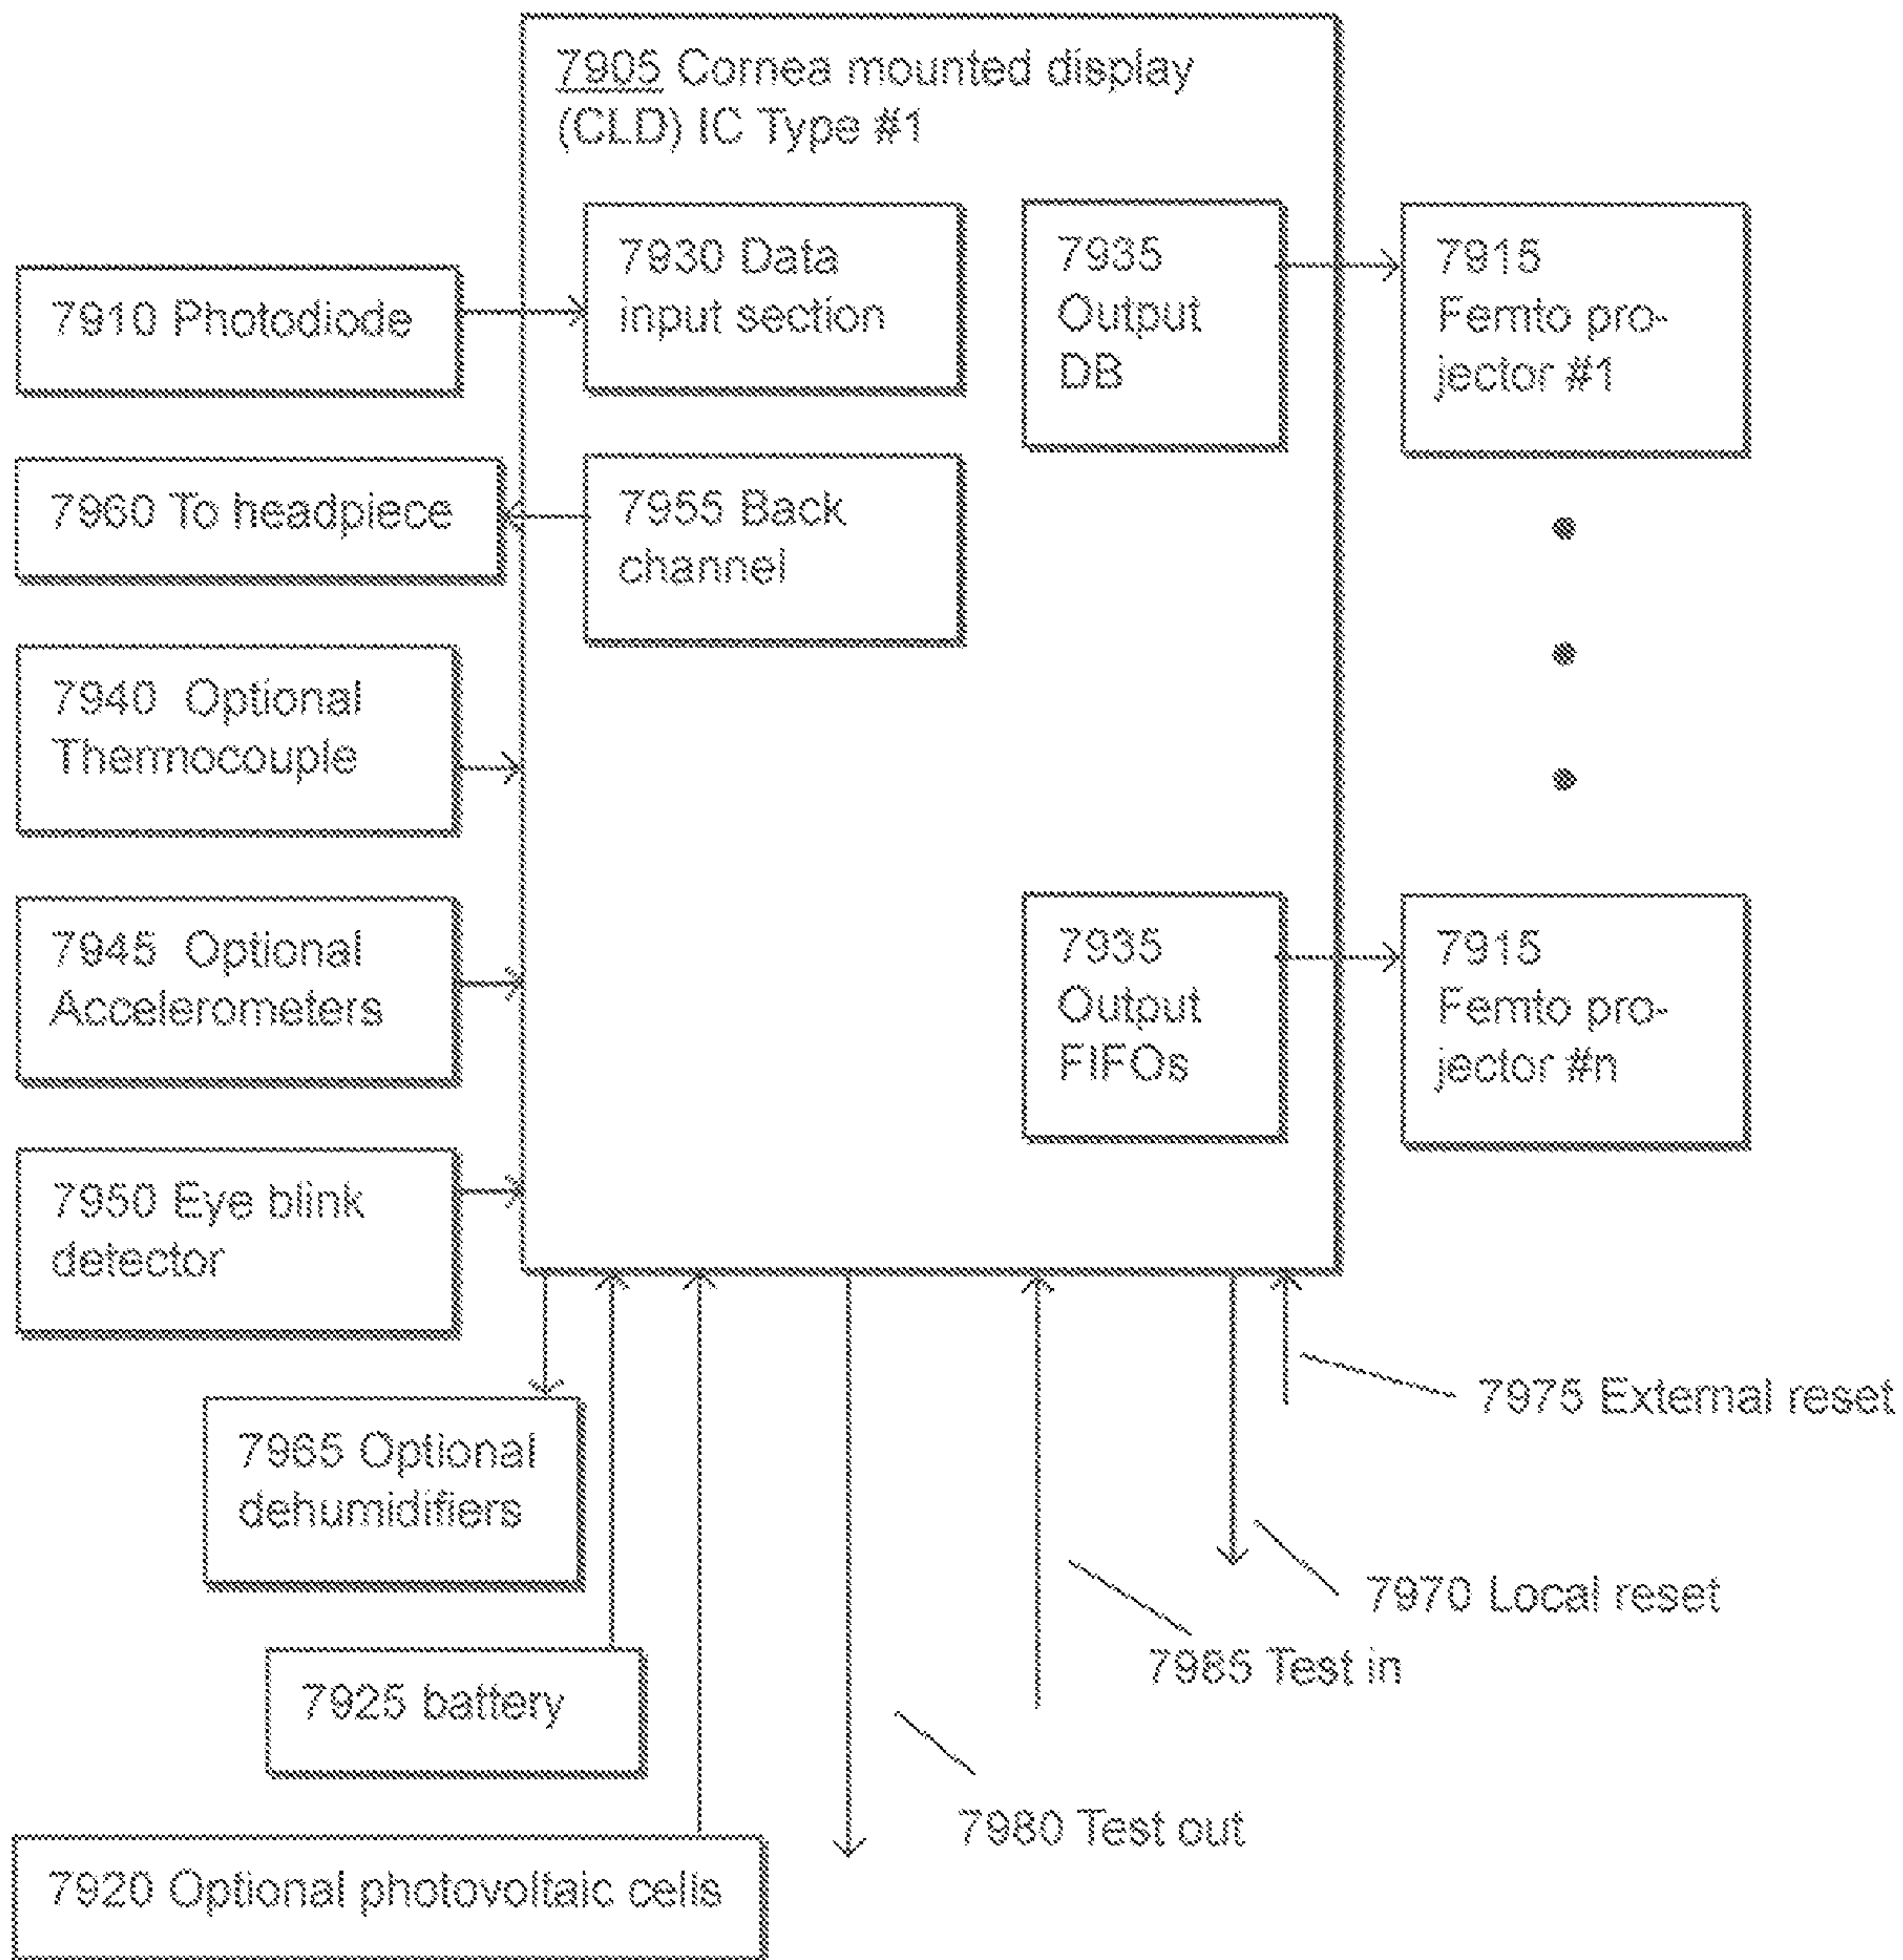 7905 Cornea mounted display
(CLD) IC Type #1
7910 Photodiode
7930 Data
input section
7935
Output
DB
7915
Femto pro-
jector #1
7960 To headpiece
7955 Back
channel
7940 Optional
Thermocouple
7945 Optional
Accelerometers
7935
Output
FIFOs
7915
Femto pro-
jector #n
7950 Eye blink
detector
7965 Optional
dehumidifiers
7975 External reset
7970 Local reset
7925 battery
7985 Test in
7980 Test out
7920 Optional photovoltaic cells